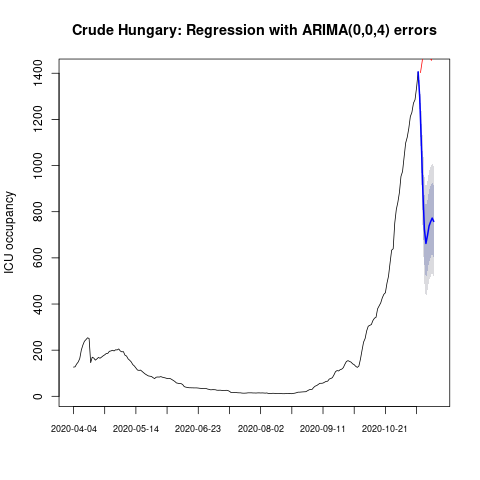 Crude Hungary: Regression with ARIMA(0,0,4) errors
ICU occupancy
1400
1200
1000
800
600
400
200
0
2020-04-04 2020-05-14 2020-06-23 2020-08-02 2020-09-11 2020-10-21